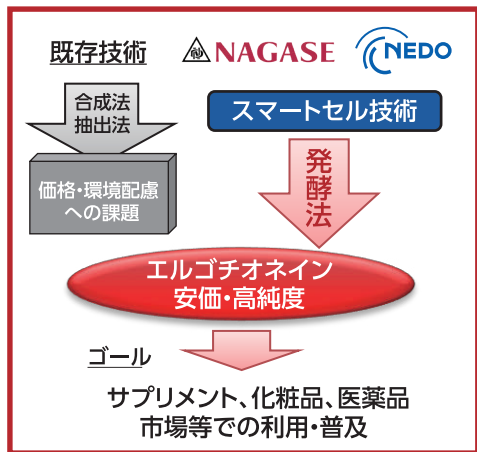 既存技術
NAGASE
NEDO
合成法
抽出法
スマートセル技術
価格・環境配慮
への課題
発酵法
エルゴチオネイン
安価・高純度
ゴール
サプリメント、化粧品、医薬品
市場等での利用・普及